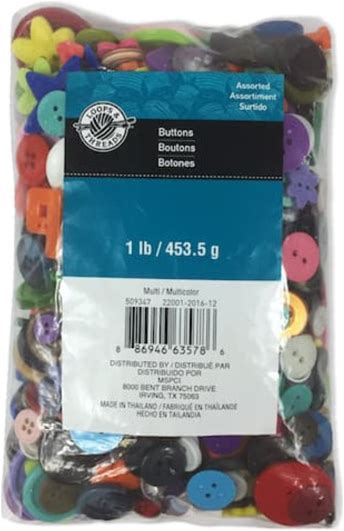 Assorted
Assortiment
Surtido
LOOPS &
THREADS
Buttons
Boutons
Botones
1 lb / 453.5 g
Multi / Multicolor
509347 22001-2016-12
8 86946 63578 6
DISTRIBUTED BY / DISTRIBUÉ PAR
DISTRIBUIDO POR
MSPCI
8000 BENT BRANCH DRIVE
IRVING, TX 75063
MADE IN THAILAND / FABRIQUÉ EN THAÏLANDE
HECHO EN TAILANDIA